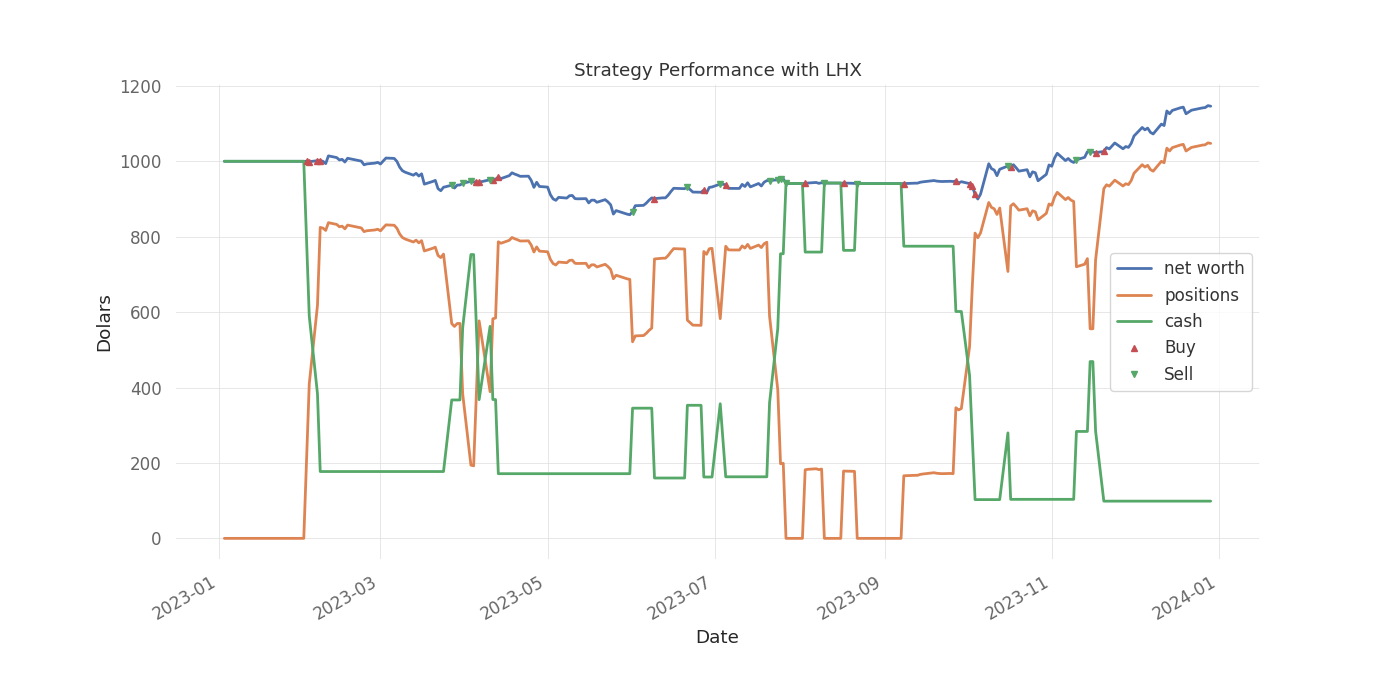 Strategy Performance with LHX
1200
1000
800
600
400
200
0
Dolars
net worth
positions
cash
Buy
Sell
2023-01
2023-03
2023-05
2023-07
2023-09
2023-11
2024-01
Date